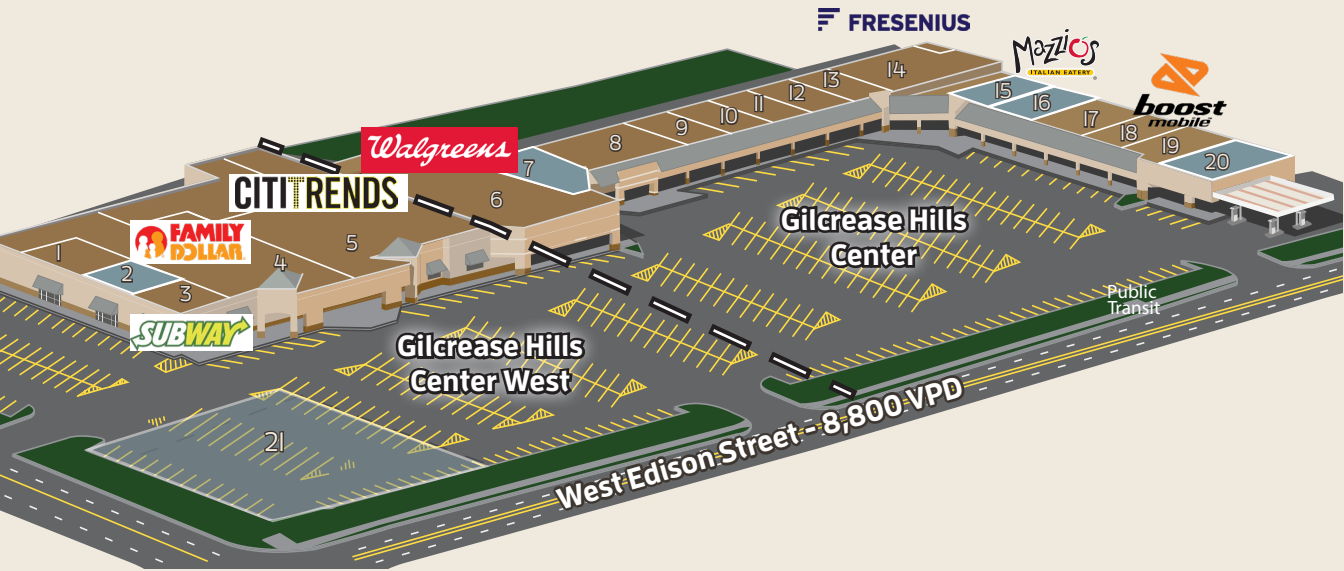 FRESENIUS
Mazzio's
ITALIAN EATERY
boost
mobile
14
13
12
11
10
9
8
15
16
17
18
19
20
Walgreens
7
6
CITITRENDS
FAMILY
DOLLAR
5
4
1
2
3
SUBWAY
Gilcrease Hills
Center
Public
Transit
Gilcrease Hills
Center West
21
West Edison Street - 8,800 VPD